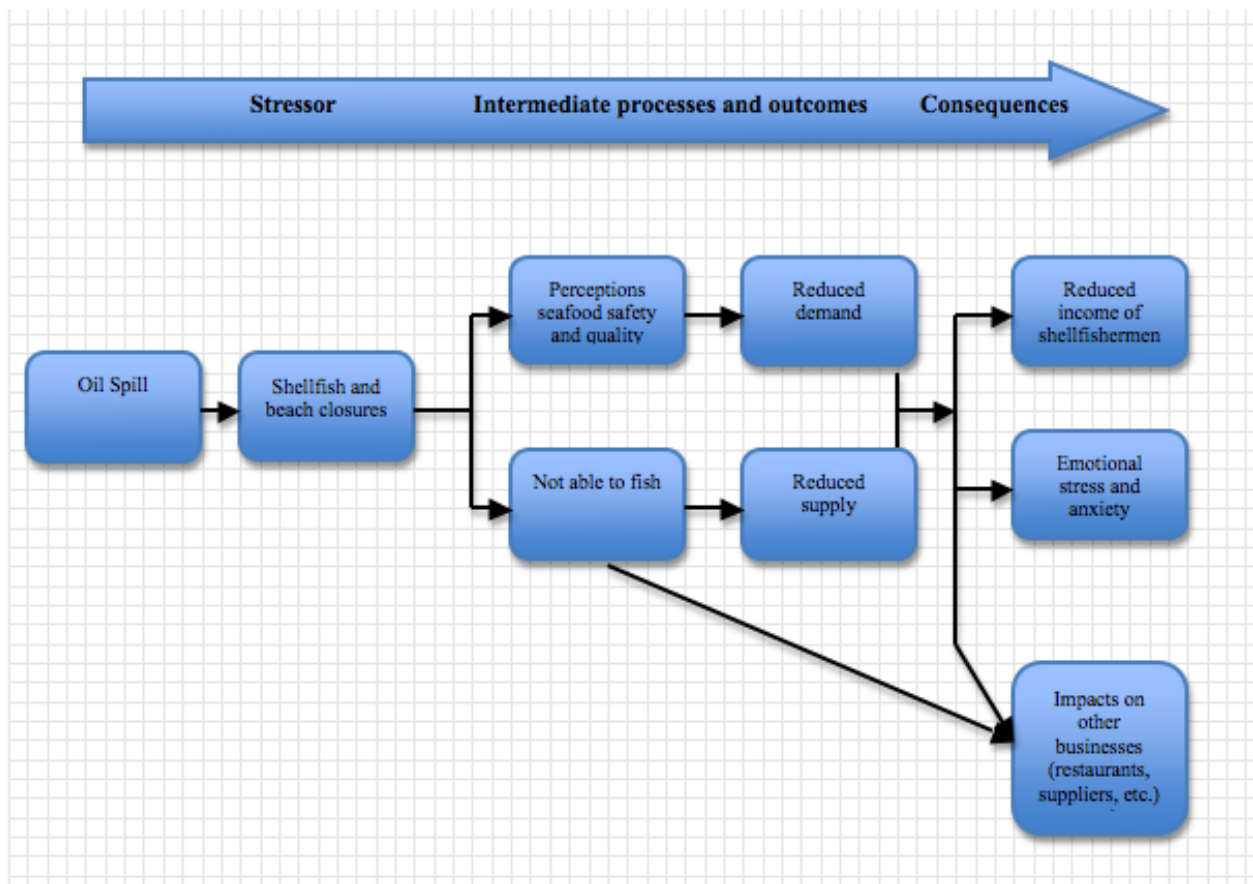 Stressor Intermediate processes and outcomes Consequences
Perceptions
seafood safety
and quality
Reduced
demand
Reduced
income of
shellfishermen
Oil Spill
Shellfish and
beach closures
Not able to fish
Reduced
supply
Emotional
stress and
anxiety
Impacts on
other
businesses
(restaurants,
suppliers, etc.)